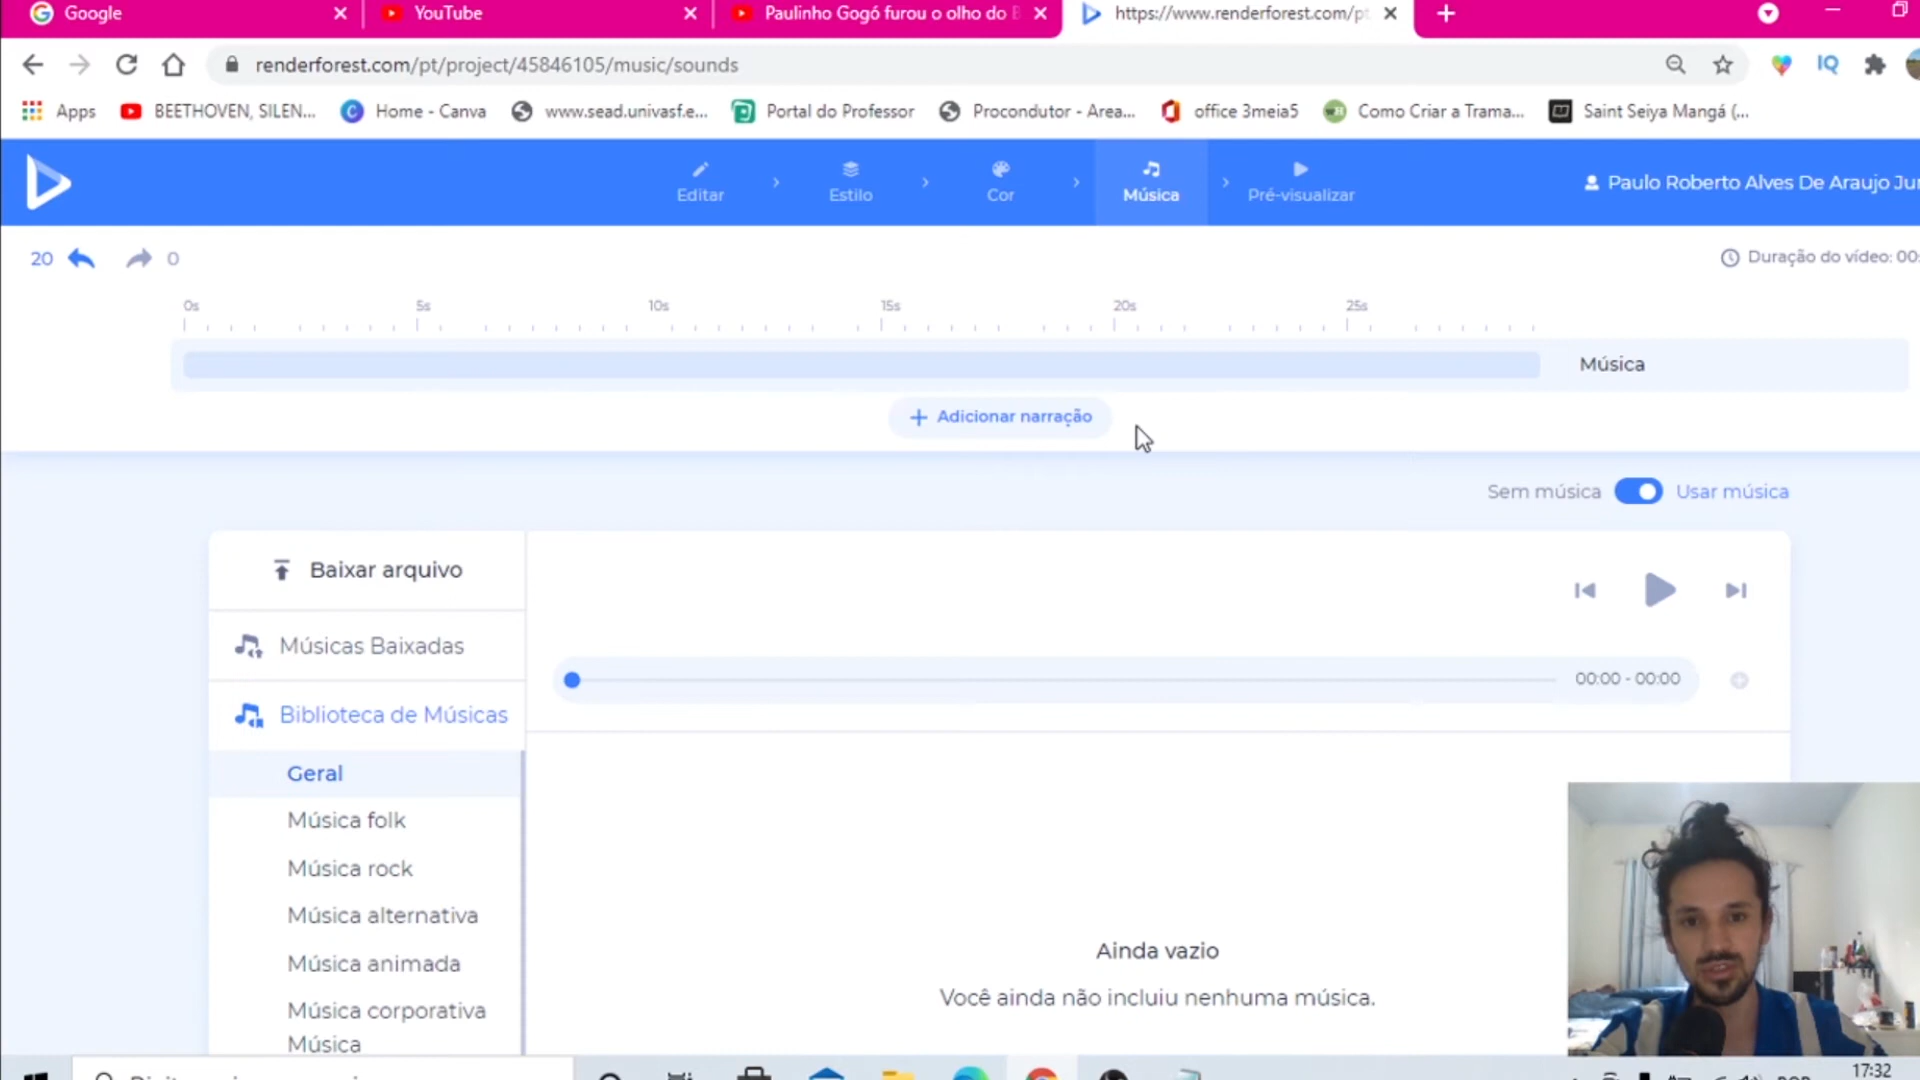 Google
YouTube
Paulinho Gogó furou o olho do
https://www.renderforest.com/pt
renderforest.com/pt/project/45846105/music/sounds
IQ
Apps
BEETHOVEN, SILEN...
Home - Canva
www.sead.univasf.e...
Portal do Professor
Procondutor - Area...
office 3meia5
Como Criar a Trama...
Saint Seiya Mangá (...
Editar
Estilo
Cor
Música
Pré-visualizar
Paulo Roberto Alves De Araujo Jun
20
0
Duração do vídeo: 00:
0s
5s
10s
15s
20s
25s
Música
+ Adicionar narração
Sem música
Usar música
Baixar arquivo
Músicas Baixadas
00:00 - 00:00
Biblioteca de Músicas
Geral
Música folk
Música rock
Música alternativa
Ainda vazio
Música animada
Você ainda não incluiu nenhuma música.
Música corporativa
Música
17:32